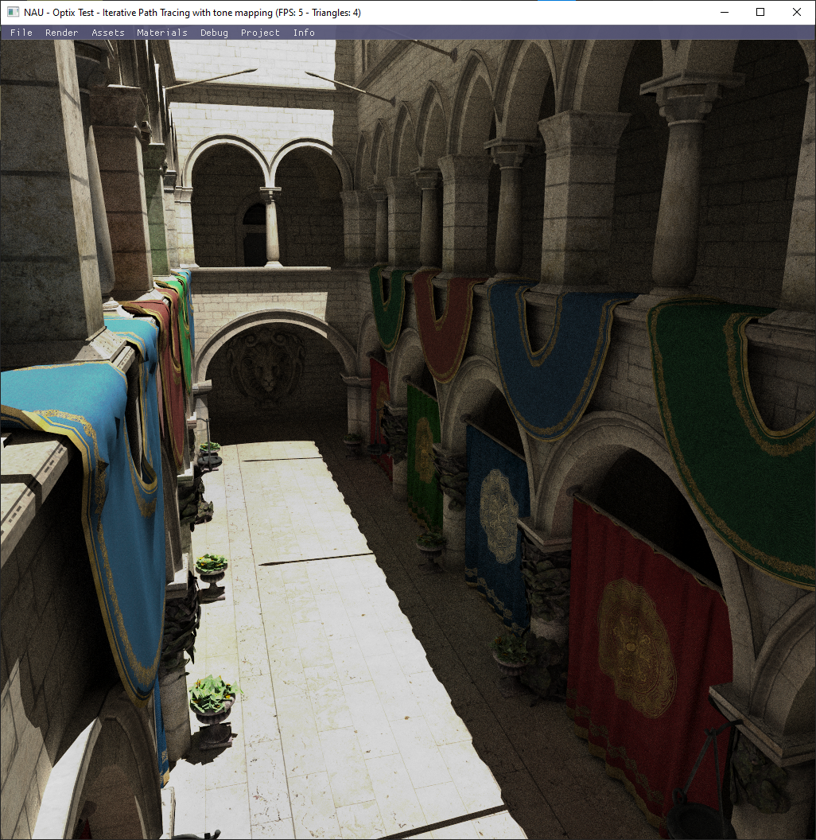 NAU - Optix Test - Iterative Path Tracing with tone mapping (FPS: 5 - Triangles: 4)
File Render Assets Materials Debug Project Info